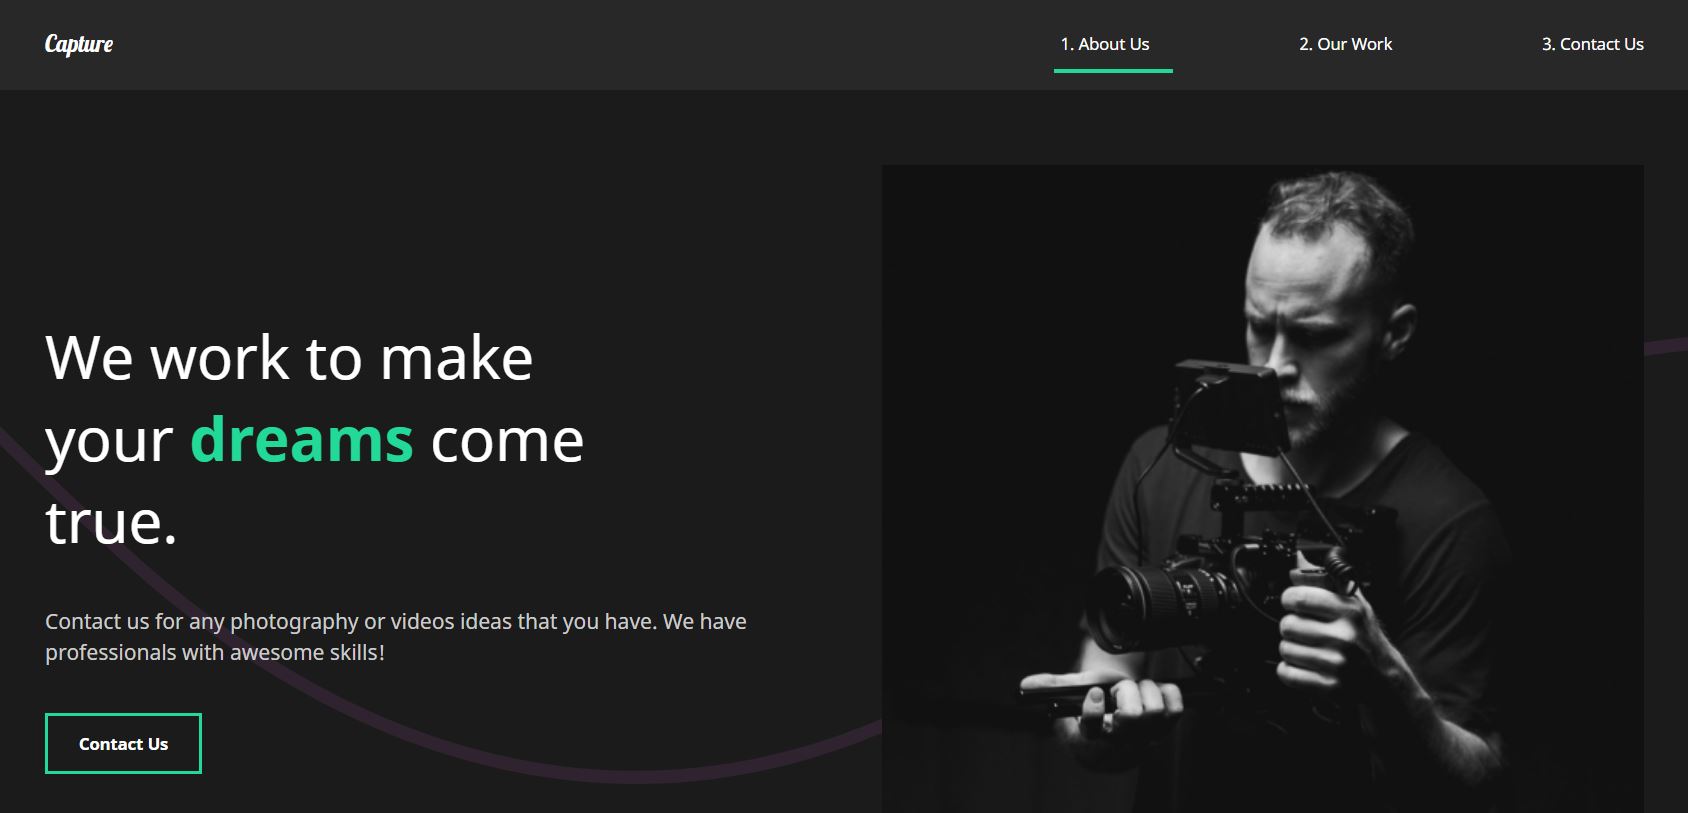 Capture
1. About Us
2. Our Work
3. Contact Us
We work to make
your dreams come
true.
Contact us for any photography or videos ideas that you have. We have
professionals with awesome skills!
Contact Us